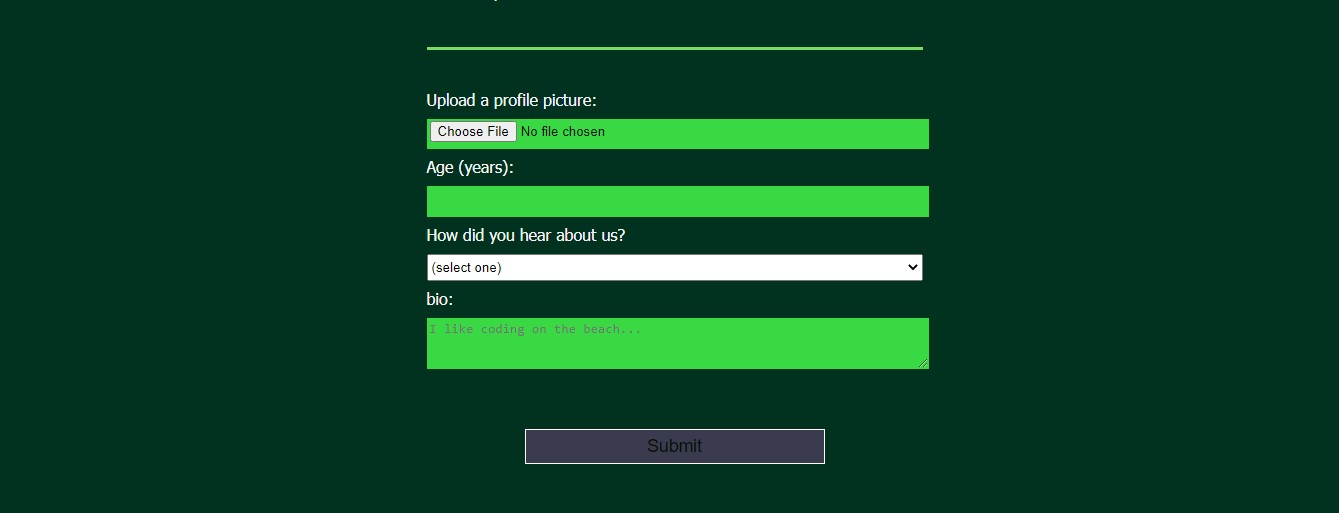 Upload a profile picture:
Choose File No file chosen
Age (years):
How did you hear about us?
(select one)
bio:
I like coding on the beach...
Submit